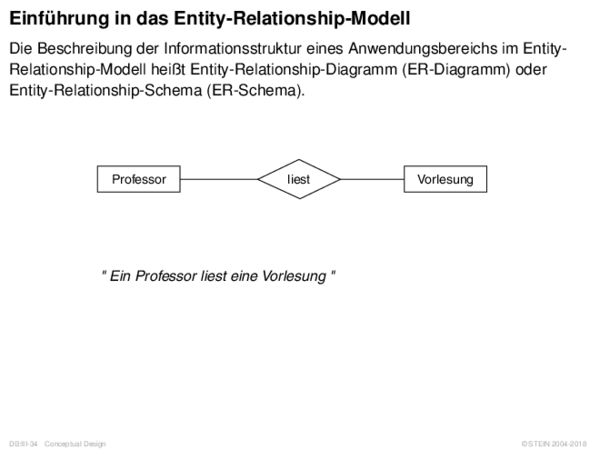 Einführung in das Entity-Relationship-Modell
Die Beschreibung der Informationsstruktur eines Anwendungsbereichs im Entity-
Relationship-Modell heißt Entity-Relationship-Diagramm (ER-Diagramm) oder
Entity-Relationship-Schema (ER-Schema).
Professor liest Vorlesung
" Ein Professor liest eine Vorlesung "
DB:III-34 Conceptual Design © STEIN 2004-2018